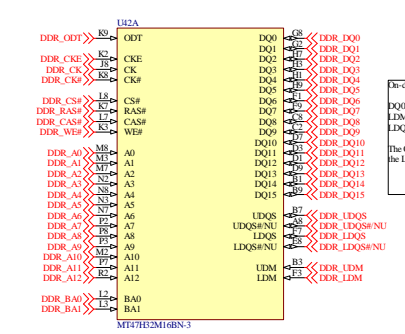 U42A
DDR_ODT K9 ODT DQ0 G8 DDR_DQ0
DQ1 G2 DDR_DQ1
DDR_CKE K2 CKE DQ2 H7 DDR_DQ2
DDR_CK J8 CK DQ3 H3 DDR_DQ3
DDR_CK# K8 CK# DQ4 H1 DDR_DQ4
DQ5 H9 DDR_DQ5
DDR_CS# L8 CS# DQ6 F1 DDR_DQ6
DDR_RAS# K7 RAS# DQ7 F9 DDR_DQ7
DDR_CAS# L7 CAS# DQ8 C8 DDR_DQ8
DDR_WE# K3 WE# DQ9 C2 DDR_DQ9
DQ10 D7 DDR_DQ10
DDR_A0 M8 A0 DQ11 D3 DDR_DQ11
DDR_A1 M3 A1 DQ12 D1 DDR_DQ12
DDR_A2 M7 A2 DQ13 D9 DDR_DQ13
DDR_A3 N2 A3 DQ14 B1 DDR_DQ14
DDR_A4 N8 A4 DQ15 B9 DDR_DQ15
DDR_A5 N3 A5
DDR_A6 N7 A6 UDQS B7 DDR_UDQS
DDR_A7 P2 A7 UDQS#/NU A8 DDR_UDQS#/NU
DDR_A8 P8 A8 LDQS F7 DDR_LDQS
DDR_A9 P3 A9 LDQS#/NU E8 DDR_LDQS#/NU
DDR_A10 M2 A10
DDR_A11 P7 A11 UDM B3 DDR_UDM
DDR_A12 R2 A12 LDM F3 DDR_LDM
DDR_BA0 L2 BA0
DDR_BA1 L3 BA1
MT47H32M16BN-3
On-d
DQ0
LDM
LDQ
the L